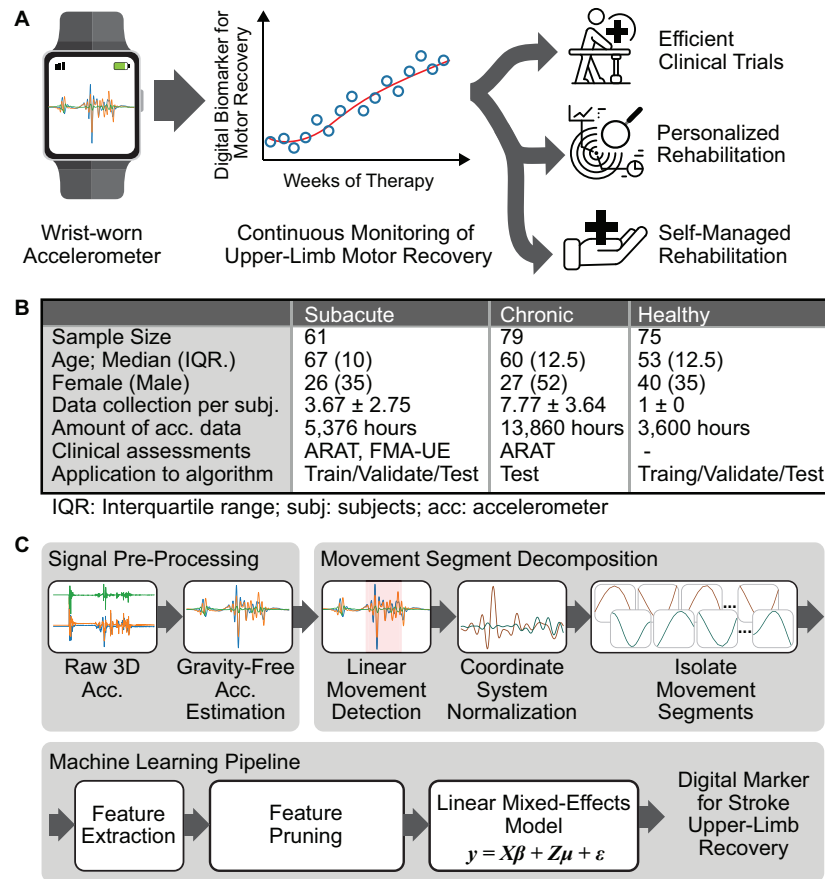 A
Digital Biomarker for
Motor Recovery
Weeks of Therapy
Wrist-worn
Accelerometer
Continuous Monitoring of
Upper-Limb Motor Recovery
Efficient
Clinical Trials
Personalized
Rehabilitation
Self-Managed
Rehabilitation
B
Subacute Chronic Healthy
Sample Size 61 79 75
Age; Median (IQR.) 67 (10) 60 (12.5) 53 (12.5)
Female (Male) 26 (35) 27 (52) 40 (35)
Data collection per subj. 3.67 ± 2.75 7.77 ± 3.64 1 ± 0
Amount of acc. data 5,376 hours 13,860 hours 3,600 hours
Clinical assessments ARAT, FMA-UE ARAT -
Application to algorithm Train/Validate/Test Test Traing/Validate/Test
IQR: Interquartile range; subj: subjects; acc: accelerometer
C
Signal Pre-Processing
Raw 3D
Acc.
Gravity-Free
Acc.
Estimation
Movement Segment Decomposition
Linear
Movement
Detection
Coordinate
System
Normalization
...
...
Isolate
Movement
Segments
Machine Learning Pipeline
Feature
Extraction
Feature
Pruning
Linear Mixed-Effects
Model
y = Xβ + Zμ + ε
Digital Marker
for Stroke
Upper-Limb
Recovery